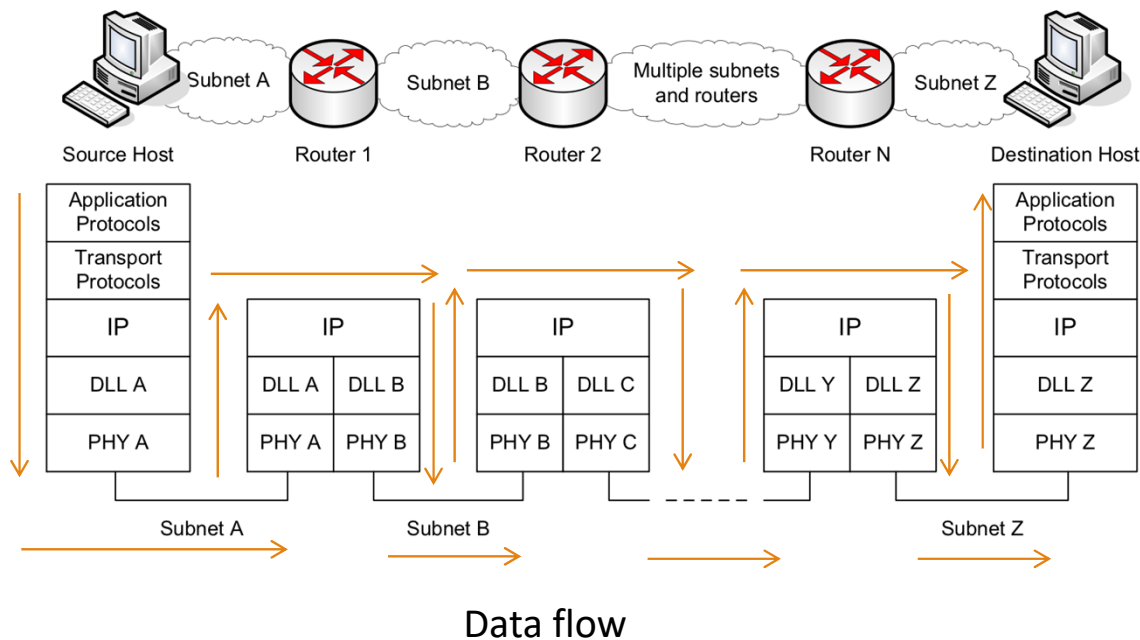 Subnet A
Subnet B
Multiple subnets
and routers
Subnet Z
Source Host
Router 1
Router 2
Router N
Destination Host
Application
Protocols
Transport
Protocols
IP
DLL A
PHY A
IP
DLL A
DLL B
PHY A
PHY B
IP
DLL B
DLL C
PHY B
PHY C
IP
DLL Y
DLL Z
PHY Y
PHY Z
Application
Protocols
Transport
Protocols
IP
DLL Z
PHY Z
Subnet A
Subnet B
Subnet Z
Data flow